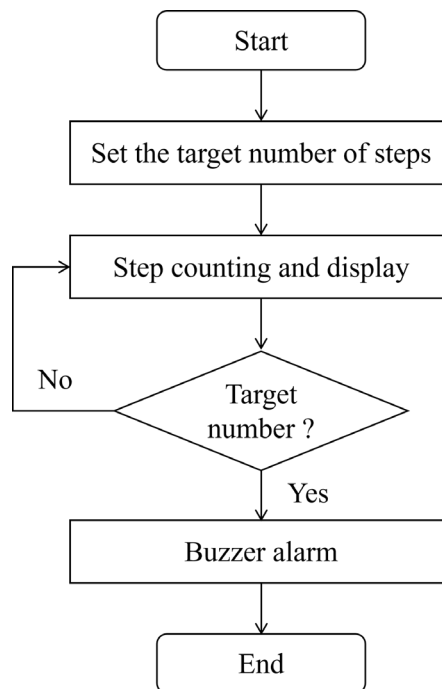 Start
Set the target number of steps
Step counting and display
No
Target
number ?
Yes
Buzzer alarm
End